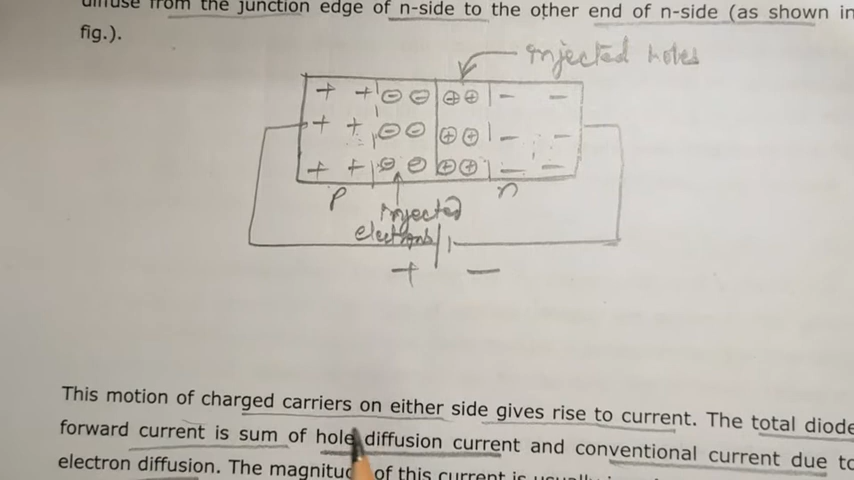 diffuse from the junction edge of n-side to the other end of n-side (as shown in
fig.).
Injected holes
+ + ⊖ ⊖ ⊕ ⊕ − −
+ + ⊖ ⊖ ⊕ ⊕ − −
+ + ⊖ ⊖ ⊕ ⊕ − −
P n
Injected
electrons
+ −
This motion of charged carriers on either side gives rise to current. The total diode
forward current is sum of hole diffusion current and conventional current due to
electron diffusion. The magnitud of this current is